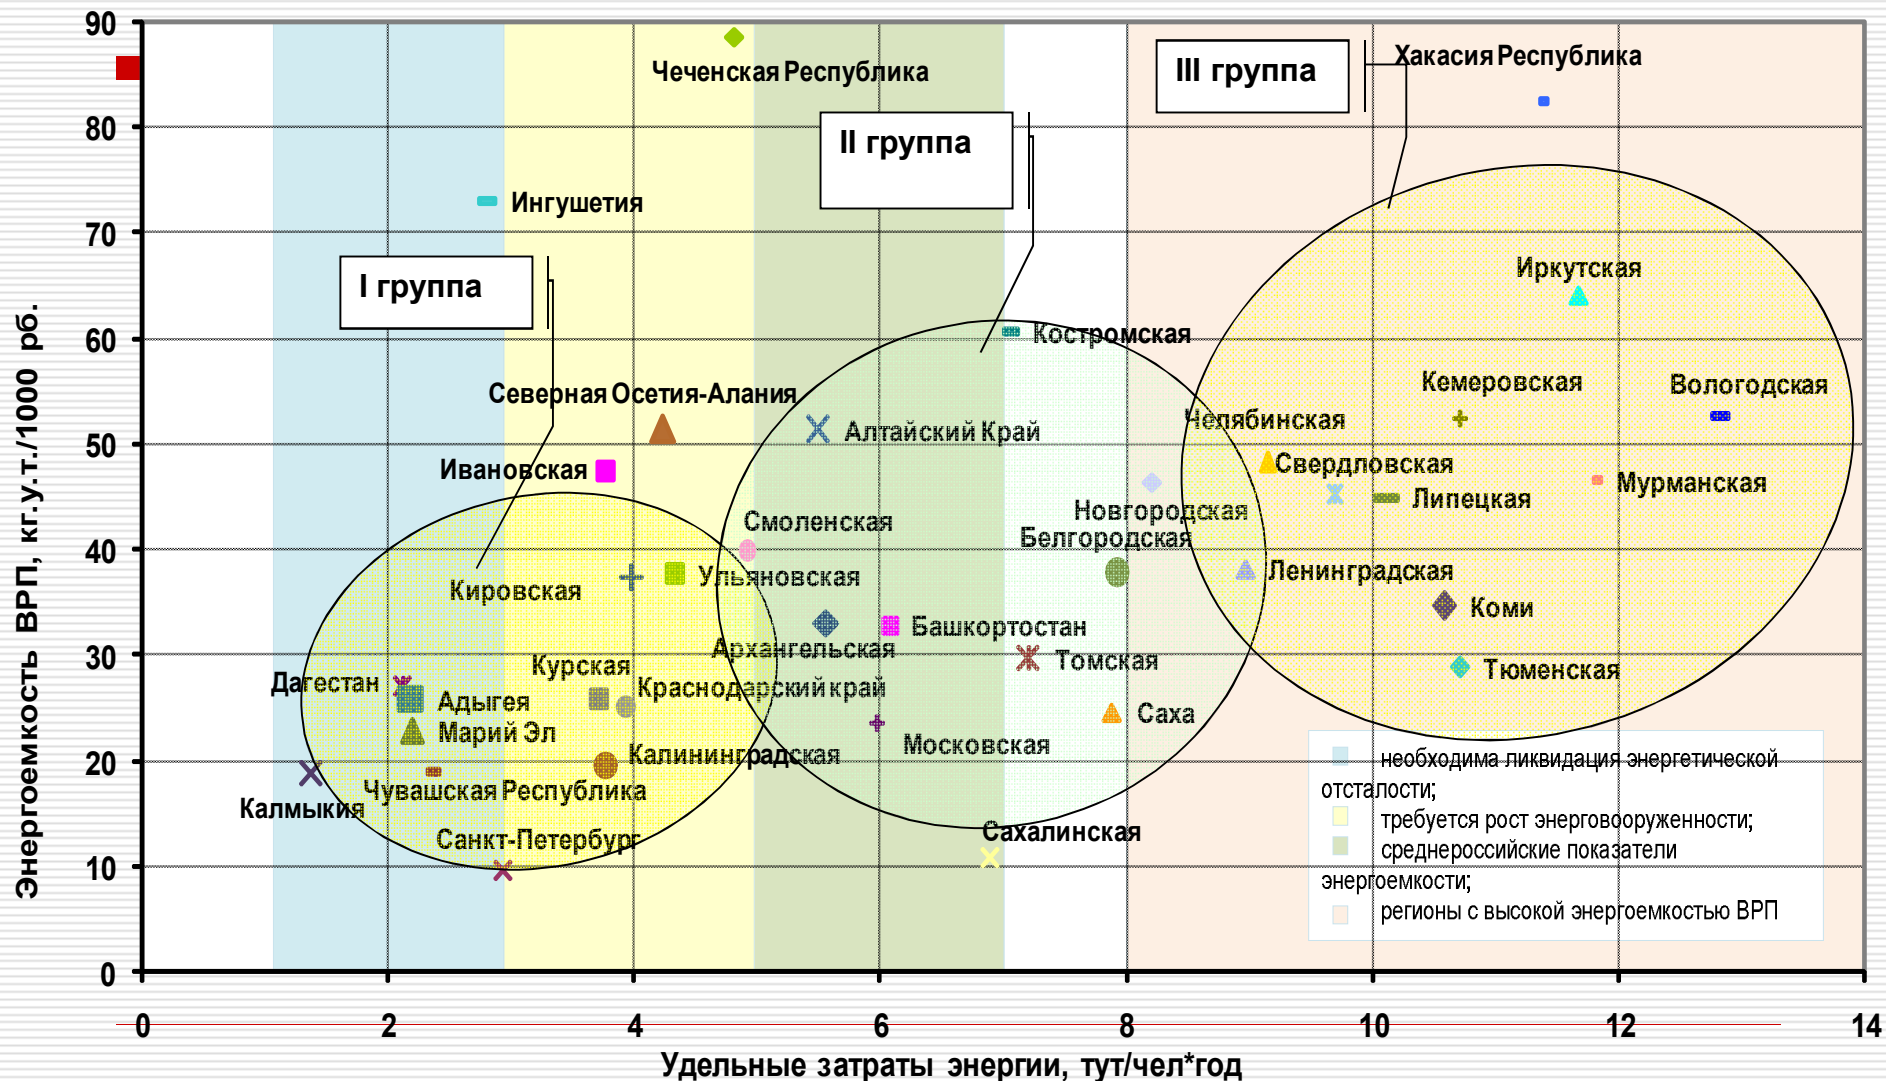 90
80
70
60
50
40
30
20
10
0
Энергоемкость ВРП, кг.у.т./1000 рб.
Чеченская Республика
III группа
Хакасия Республика
II группа
Ингушетия
I группа
Иркутская
Костромская
Северная Осетия-Алания
Кемеровская
Вологодская
Челябинская
Алтайский Край
Ивановская
Свердловская
Мурманская
Липецкая
Смоленская
Новгородская
Белгородская
Ульяновская
Ленинградская
Кировская
Коми
Башкортостан
Архангельская
Томская
Курская
Тюменская
Дагестан
Краснодарский край
Адыгея
Саха
Марий Эл
Московская
Калининградская
Чувашская Республика
Калмыкия
Санкт-Петербург
Сахалинская
необходима ликвидация энергетической
отсталости;
требуется рост энерговооруженности;
среднероссийские показатели
энергоемкости;
регионы с высокой энергоемкостью ВРП
0 2 4 6 8 10 12 14
Удельные затраты энергии, тут/чел*год